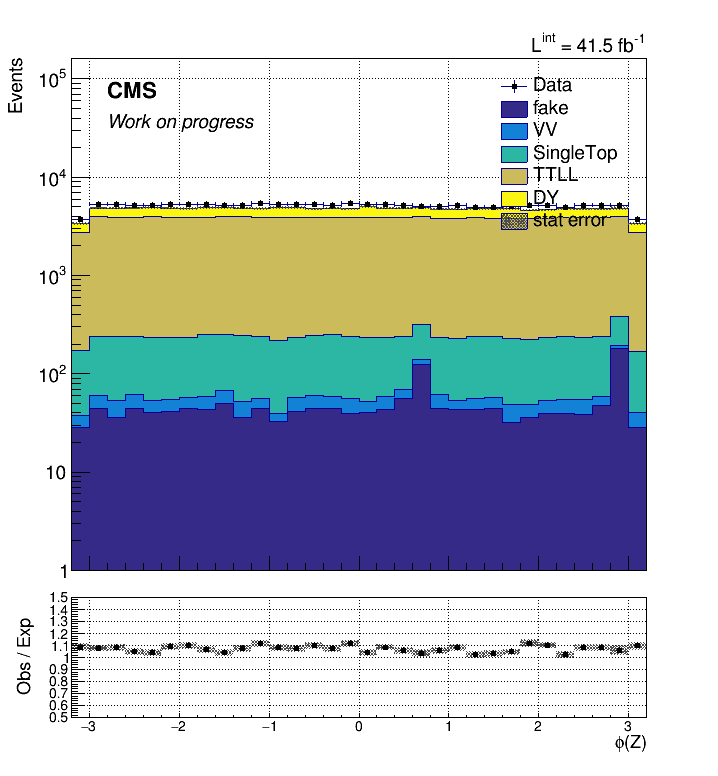 L^int = 41.5 fb^-1
Events
10^5
10^4
10^3
10^2
10
1
CMS
Work on progress
Data
fake
VV
SingleTop
TTLL
DY
stat error
Obs / Exp
1.5
1.4
1.3
1.2
1.1
1
0.9
0.8
0.7
0.6
0.5
−3 −2 −1 0 1 2 3
ϕ(Z)